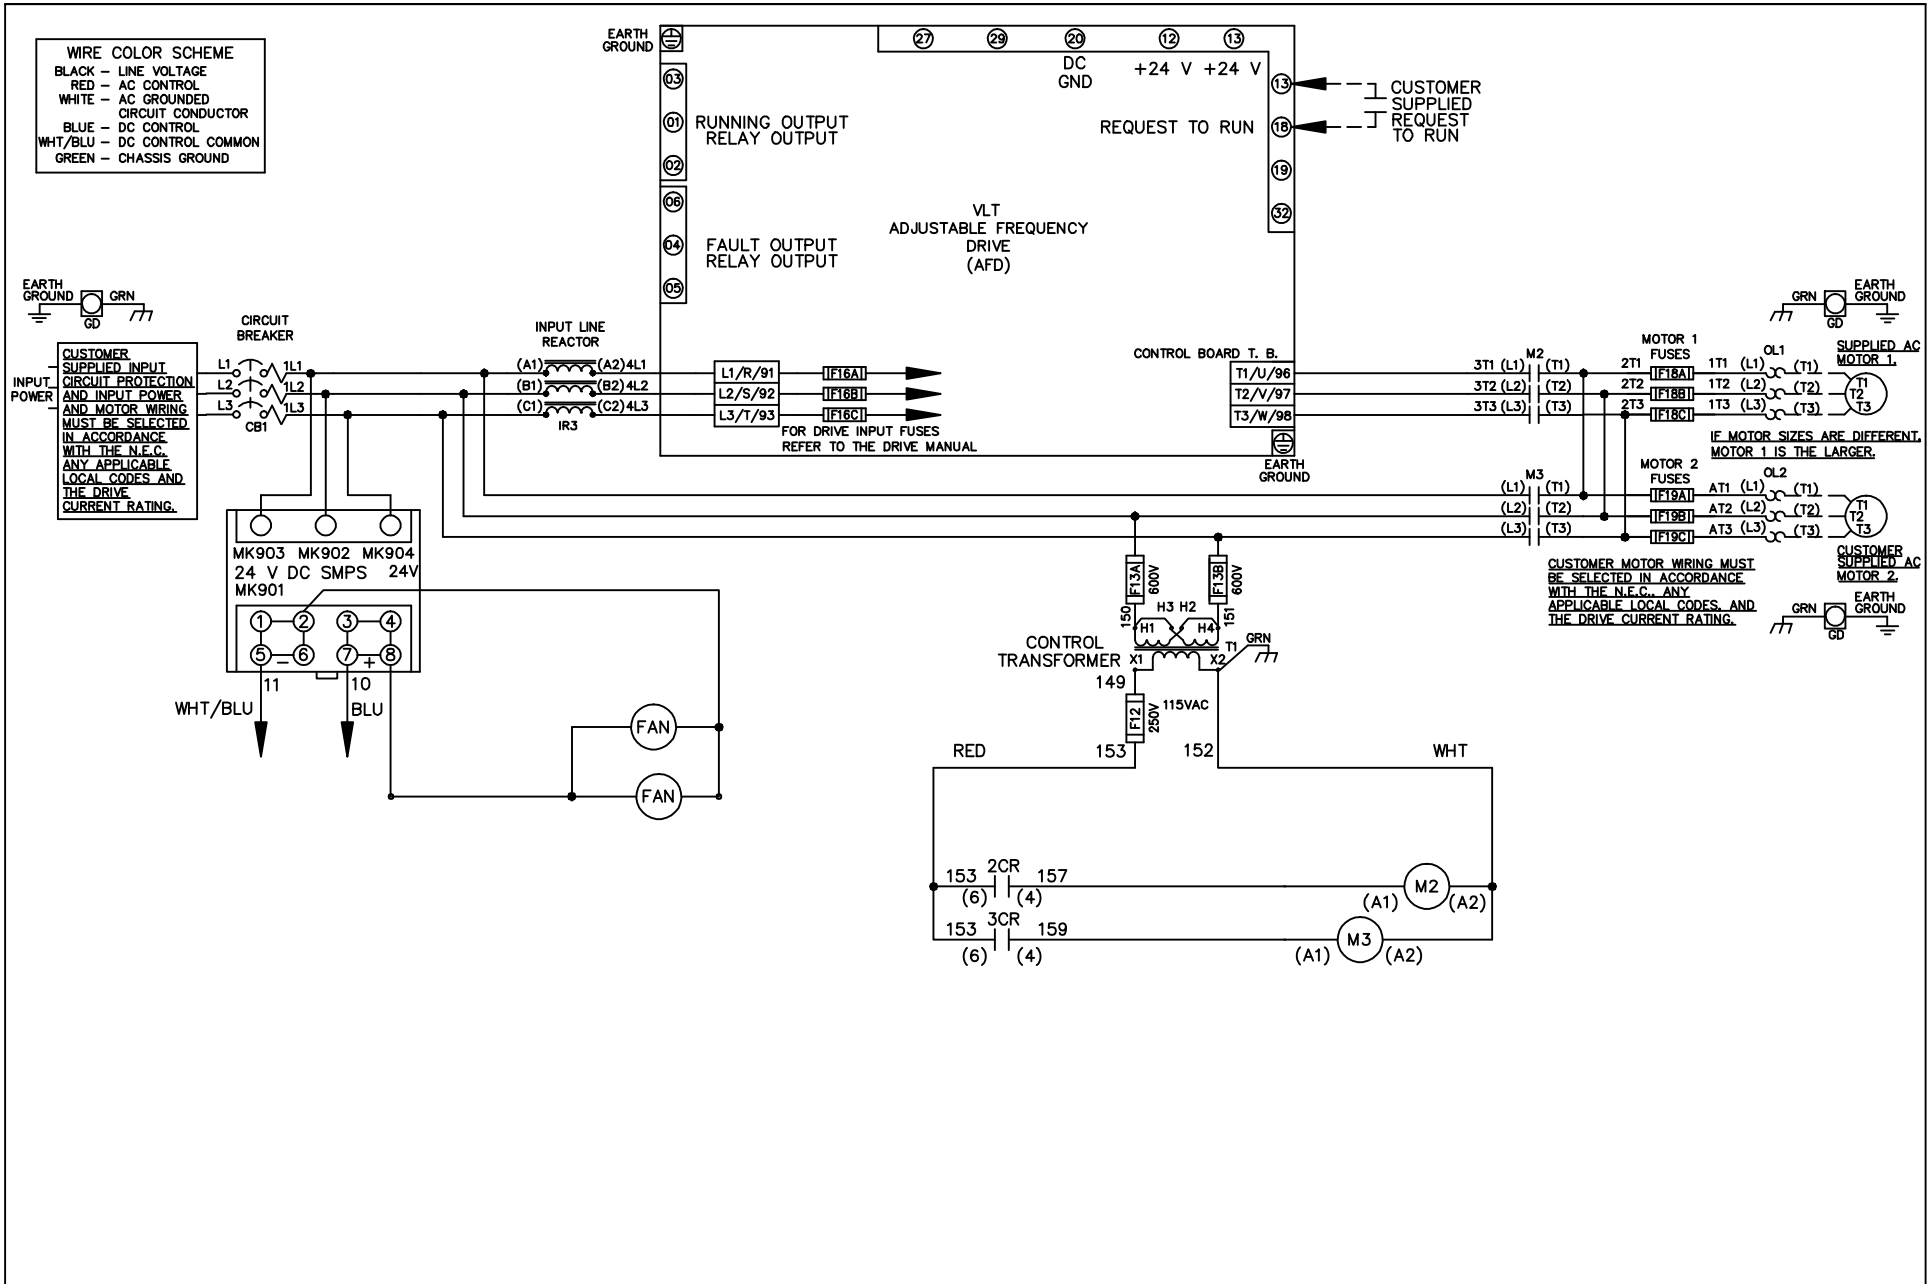 WIRE COLOR SCHEME
BLACK – LINE VOLTAGE
RED – AC CONTROL
WHITE – AC GROUNDED
CIRCUIT CONDUCTOR
BLUE – DC CONTROL
WHT/BLU – DC CONTROL COMMON
GREEN – CHASSIS GROUND
EARTH
GROUND
03
01
02
06
04
05
RUNNING OUTPUT
RELAY OUTPUT
FAULT OUTPUT
RELAY OUTPUT
27
29
20
12
13
DC
GND
+24 V
+24 V
13
18
19
32
REQUEST TO RUN
CUSTOMER
SUPPLIED
REQUEST
TO RUN
VLT
ADJUSTABLE FREQUENCY
DRIVE
(AFD)
EARTH
GROUND
GRN
GD
INPUT
POWER
CUSTOMER
SUPPLIED INPUT
CIRCUIT PROTECTION
AND INPUT POWER
AND MOTOR WIRING
MUST BE SELECTED
IN ACCORDANCE
WITH THE N.E.C.
ANY APPLICABLE
LOCAL CODES AND
THE DRIVE
CURRENT RATING.
CIRCUIT
BREAKER
L1
1L1
L2
1L2
L3
1L3
CB1
INPUT LINE
REACTOR
(A1)
(A2)
4L1
(B1)
(B2)
4L2
(C1)
(C2)
4L3
IR3
L1/R/91
F16A
L2/S/92
F16B
L3/T/93
F16C
FOR DRIVE INPUT FUSES
REFER TO THE DRIVE MANUAL
CONTROL BOARD T. B.
T1/U/96
T2/V/97
T3/W/98
EARTH
GROUND
M2
3T1 (L1)
(T1)
3T2 (L2)
(T2)
3T3 (L3)
(T3)
MOTOR 1
FUSES
2T1
F18A
1T1
(L1)
(T1)
2T2
F18B
1T2
(L2)
(T2)
2T3
F18C
1T3
(L3)
(T3)
OL1
T1
T2
T3
GRN
GD
EARTH
GROUND
SUPPLIED AC
MOTOR 1.
IF MOTOR SIZES ARE DIFFERENT,
MOTOR 1 IS THE LARGER.
M3
(L1)
(T1)
(L2)
(T2)
(L3)
(T3)
MOTOR 2
FUSES
F19A
AT1
(L1)
(T1)
F19B
AT2
(L2)
(T2)
F19C
AT3
(L3)
(T3)
OL2
T1
T2
T3
CUSTOMER
SUPPLIED AC
MOTOR 2.
CUSTOMER MOTOR WIRING MUST
BE SELECTED IN ACCORDANCE
WITH THE N.E.C., ANY
APPLICABLE LOCAL CODES, AND
THE DRIVE CURRENT RATING.
GRN
GD
EARTH
GROUND
MK903
MK902
MK904
24 V DC SMPS
24V
MK901
1
2
3
4
5
–
6
7
+
8
11
10
WHT/BLU
BLU
FAN
FAN
F13A
600V
F13B
600V
150
151
H3
H2
H1
H4
CONTROL
TRANSFORMER
T1
GRN
X1
X2
149
F12
250V
115VAC
153
152
RED
WHT
153
2CR
157
(6)
(4)
M2
(A1)
(A2)
153
3CR
159
(6)
(4)
M3
(A1)
(A2)